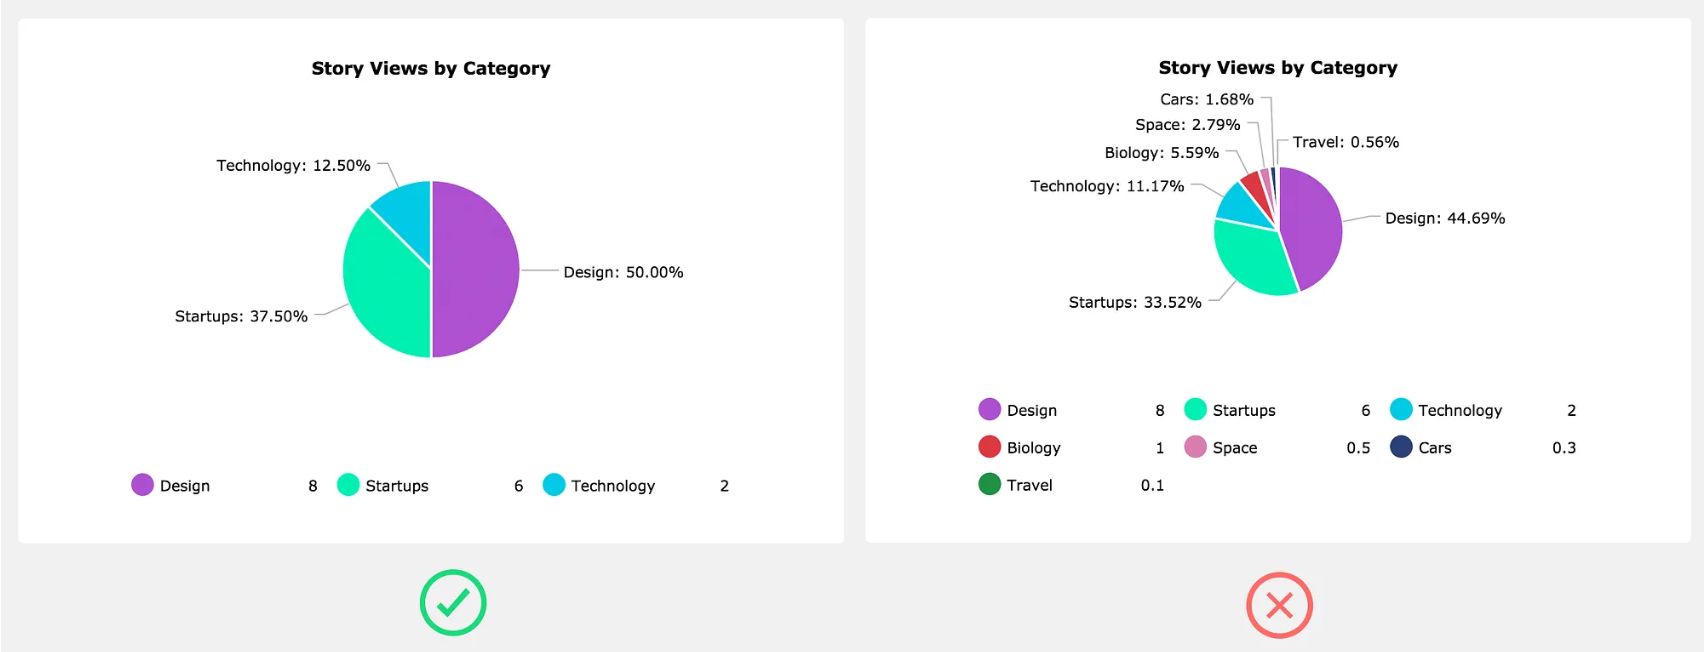 Story Views by Category
Technology: 12.50%
Design: 50.00%
Startups: 37.50%
Design 8 Startups 6 Technology 2
Story Views by Category
Cars: 1.68%
Space: 2.79%
Travel: 0.56%
Biology: 5.59%
Technology: 11.17%
Design: 44.69%
Startups: 33.52%
Design 8 Startups 6 Technology 2
Biology 1 Space 0.5 Cars 0.3
Travel 0.1